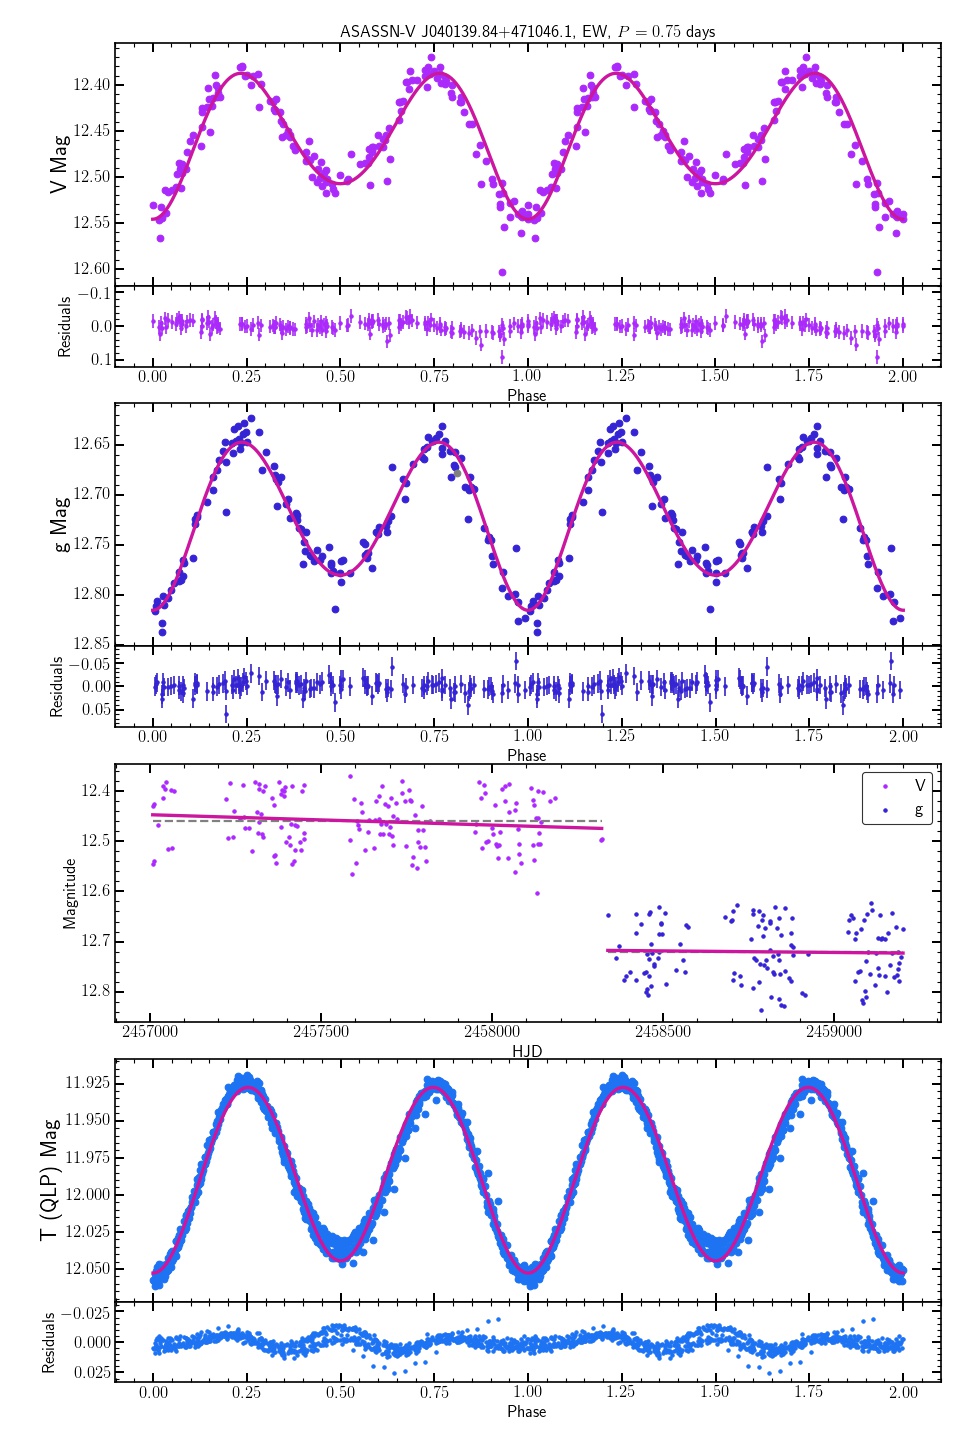 ASASSN-V J040139.84+471046.1, EW, P = 0.75 days
V Mag
12.40
12.45
12.50
12.55
12.60
Residuals
−0.1
0.0
0.1
0.00 0.25 0.50 0.75 1.00 1.25 1.50 1.75 2.00
Phase
g Mag
12.65
12.70
12.75
12.80
12.85
Residuals
−0.05
0.00
0.05
0.00 0.25 0.50 0.75 1.00 1.25 1.50 1.75 2.00
Phase
Magnitude
12.4
12.5
12.6
12.7
12.8
V
g
2457000 2457500 2458000 2458500 2459000
HJD
T (QLP) Mag
11.925
11.950
11.975
12.000
12.025
12.050
Residuals
−0.025
0.000
0.025
0.00 0.25 0.50 0.75 1.00 1.25 1.50 1.75 2.00
Phase